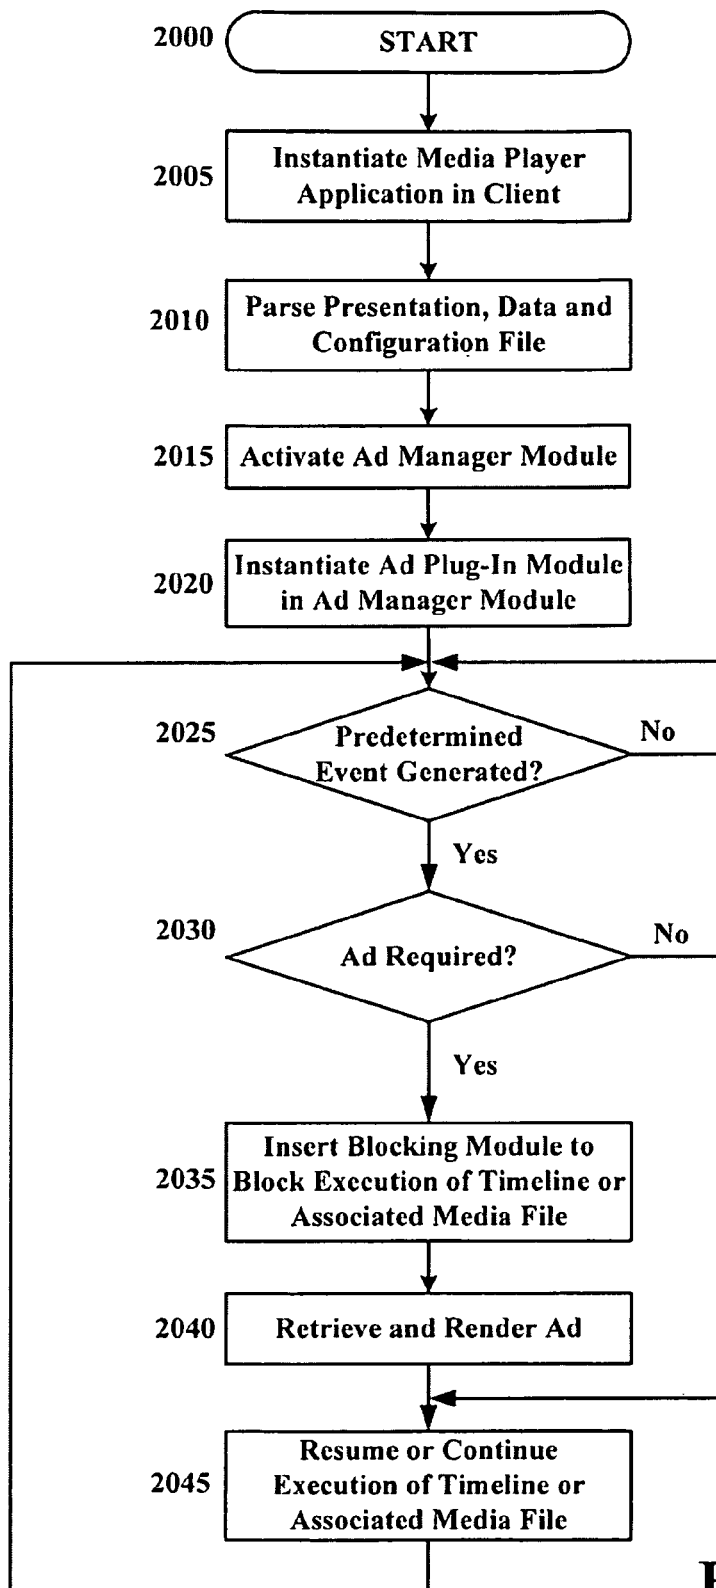 2000
START
2005
Instantiate Media Player
Application in Client
2010
Parse Presentation, Data and
Configuration File
2015
Activate Ad Manager Module
2020
Instantiate Ad Plug-In Module
in Ad Manager Module
2025
Predetermined
Event Generated?
No
Yes
2030
Ad Required?
No
Yes
2035
Insert Blocking Module to
Block Execution of Timeline or
Associated Media File
2040
Retrieve and Render Ad
2045
Resume or Continue
Execution of Timeline or
Associated Media File